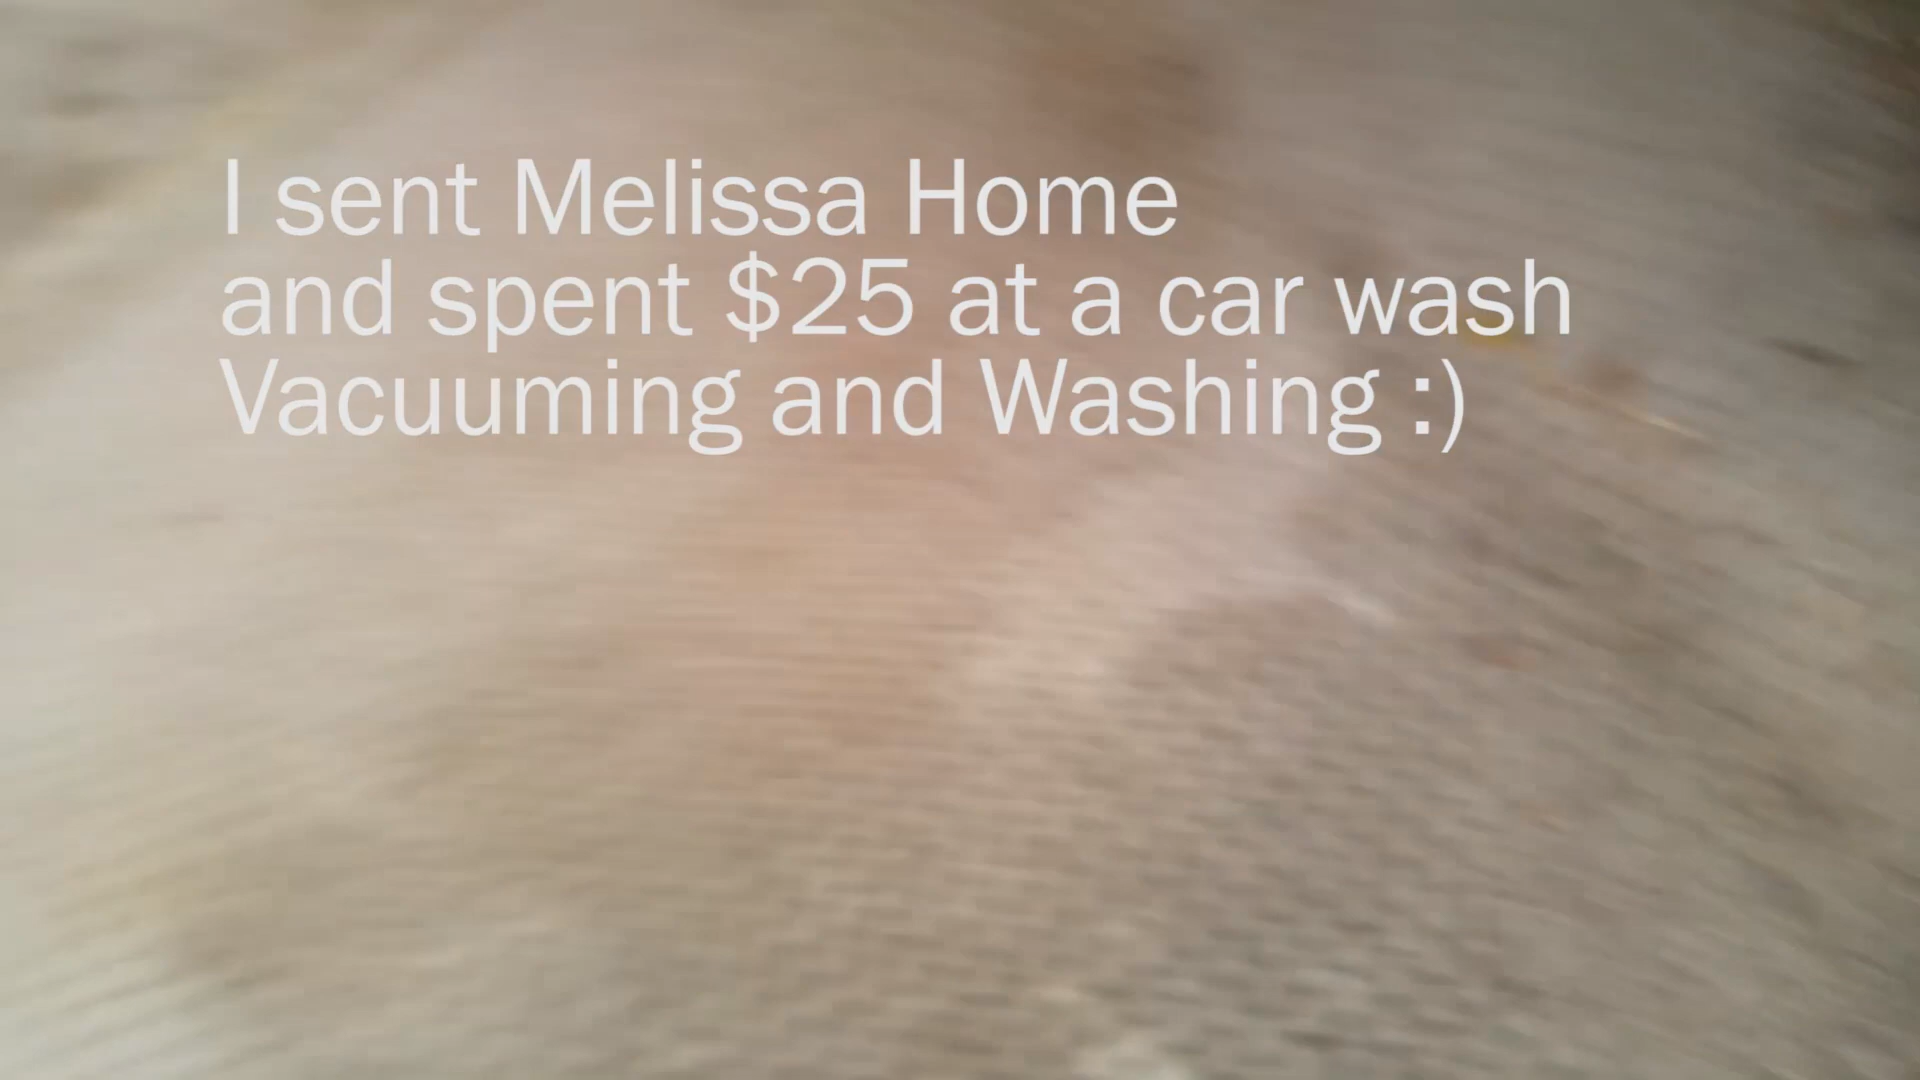 I sent Melissa Home
and spent $25 at a car wash
Vacuuming and Washing :)